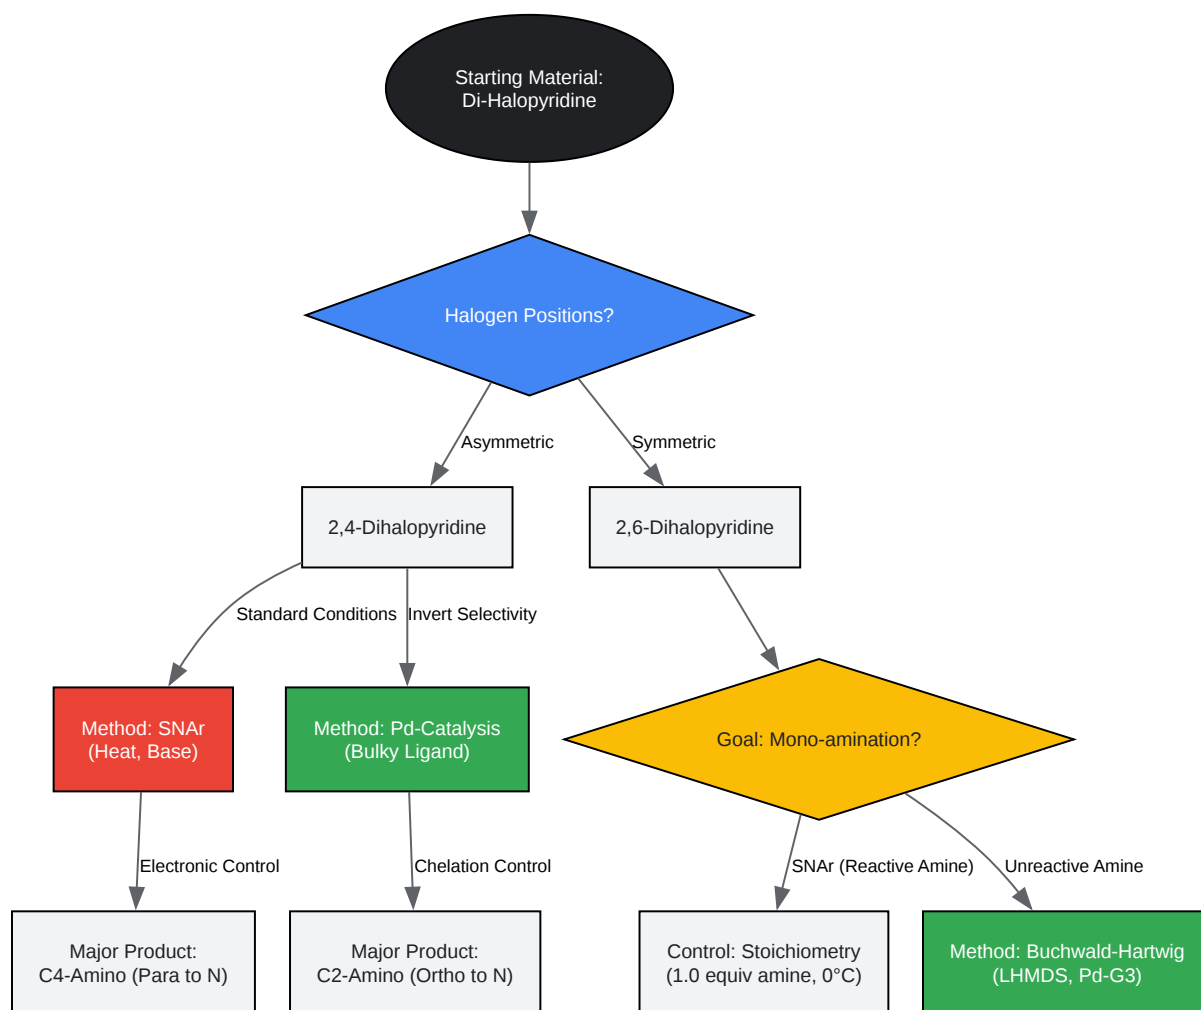 Starting Material:
Di-Halopyridine
Halogen Positions?
Asymmetric
Symmetric
2,4-Dihalopyridine
2,6-Dihalopyridine
Standard Conditions
Invert Selectivity
Method: SNAr
(Heat, Base)
Method: Pd-Catalysis
(Bulky Ligand)
Goal: Mono-amination?
Electronic Control
Chelation Control
SNAr (Reactive Amine)
Unreactive Amine
Major Product:
C4-Amino (Para to N)
Major Product:
C2-Amino (Ortho to N)
Control: Stoichiometry
(1.0 equiv amine, 0°C)
Method: Buchwald-Hartwig
(LHMDS, Pd-G3)